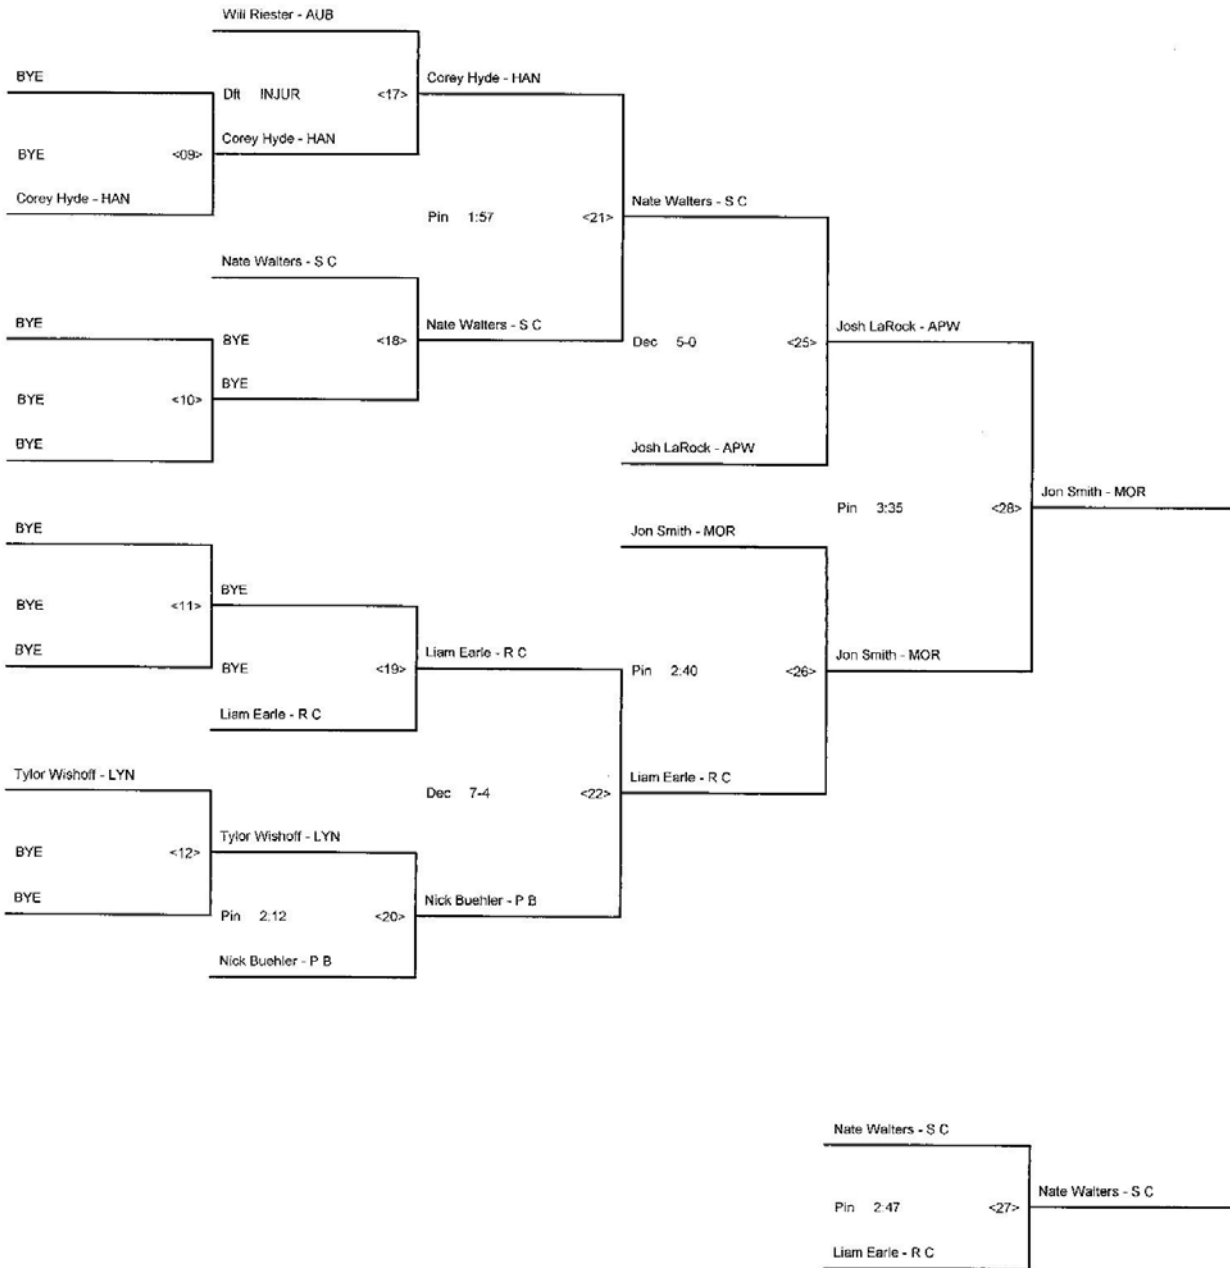 Will Riester - AUB
BYE
Dft INJUR <17>
Corey Hyde - HAN
BYE <09>
Corey Hyde - HAN
Corey Hyde - HAN
Pin 1:57 <21>
Nate Walters - S C
Nate Walters - S C
BYE
BYE <18>
Nate Walters - S C
BYE <10>
BYE
BYE
Dec 5-0 <25>
Josh LaRock - APW
Josh LaRock - APW
BYE
BYE <11>
BYE
BYE
BYE <19>
Liam Earle - R C
Liam Earle - R C
Jon Smith - MOR
Pin 2:40 <26>
Jon Smith - MOR
Pin 3:35 <28>
Jon Smith - MOR
Tylor Wishoff - LYN
BYE <12>
BYE
Tylor Wishoff - LYN
Pin 2:12 <20>
Nick Buehler - P B
Nick Buehler - P B
Dec 7-4 <22>
Liam Earle - R C
Nate Walters - S C
Pin 2:47 <27>
Liam Earle - R C
Nate Walters - S C